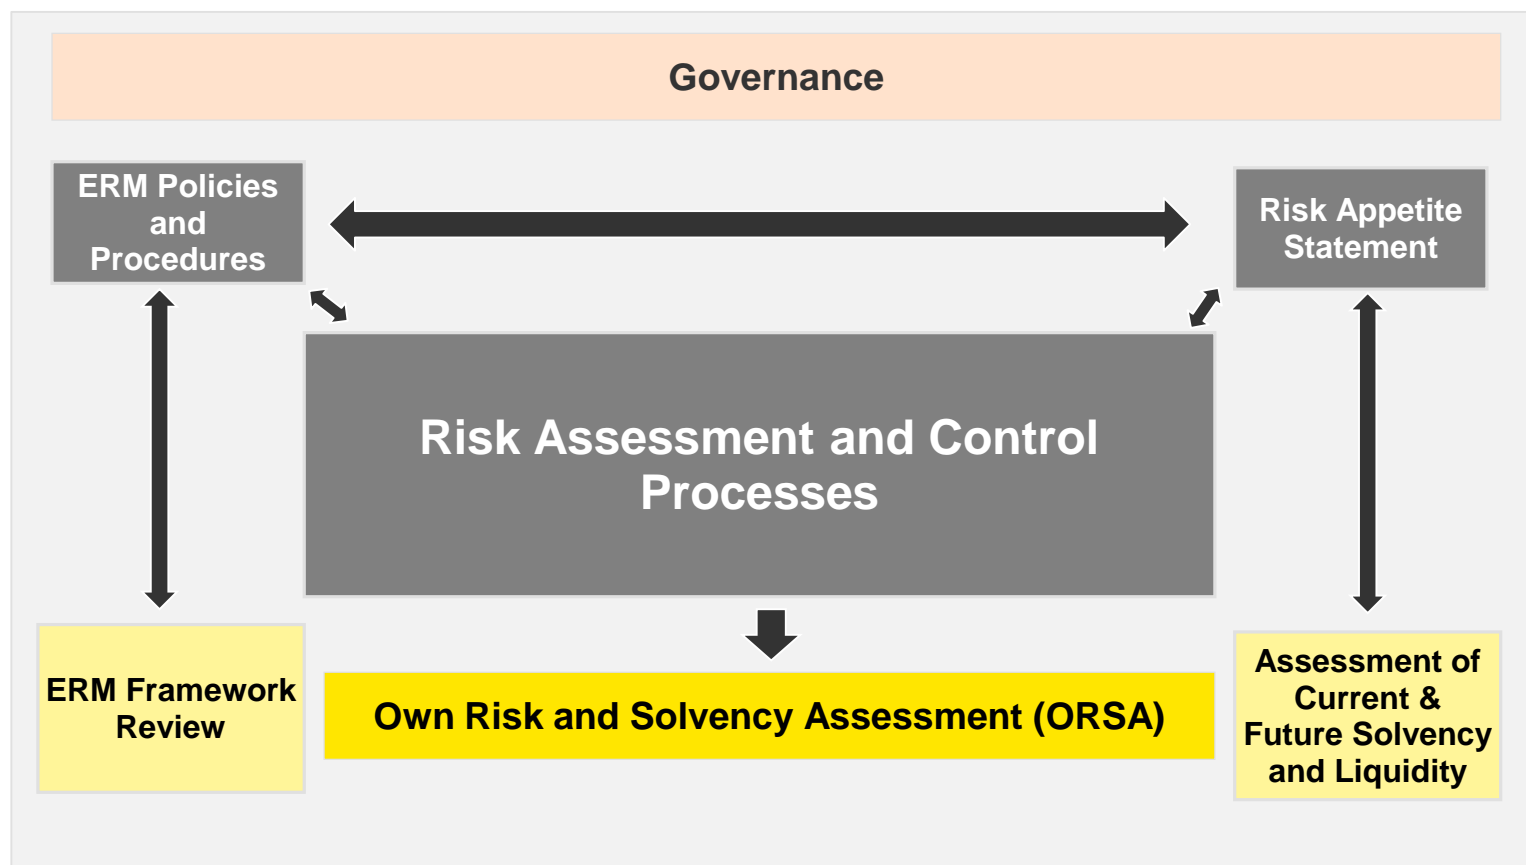 Governance
ERM Policies
and
Procedures
Risk Appetite
Statement
Risk Assessment and Control
Processes
ERM Framework
Review
Own Risk and Solvency Assessment (ORSA)
Assessment of
Current &
Future Solvency
and Liquidity